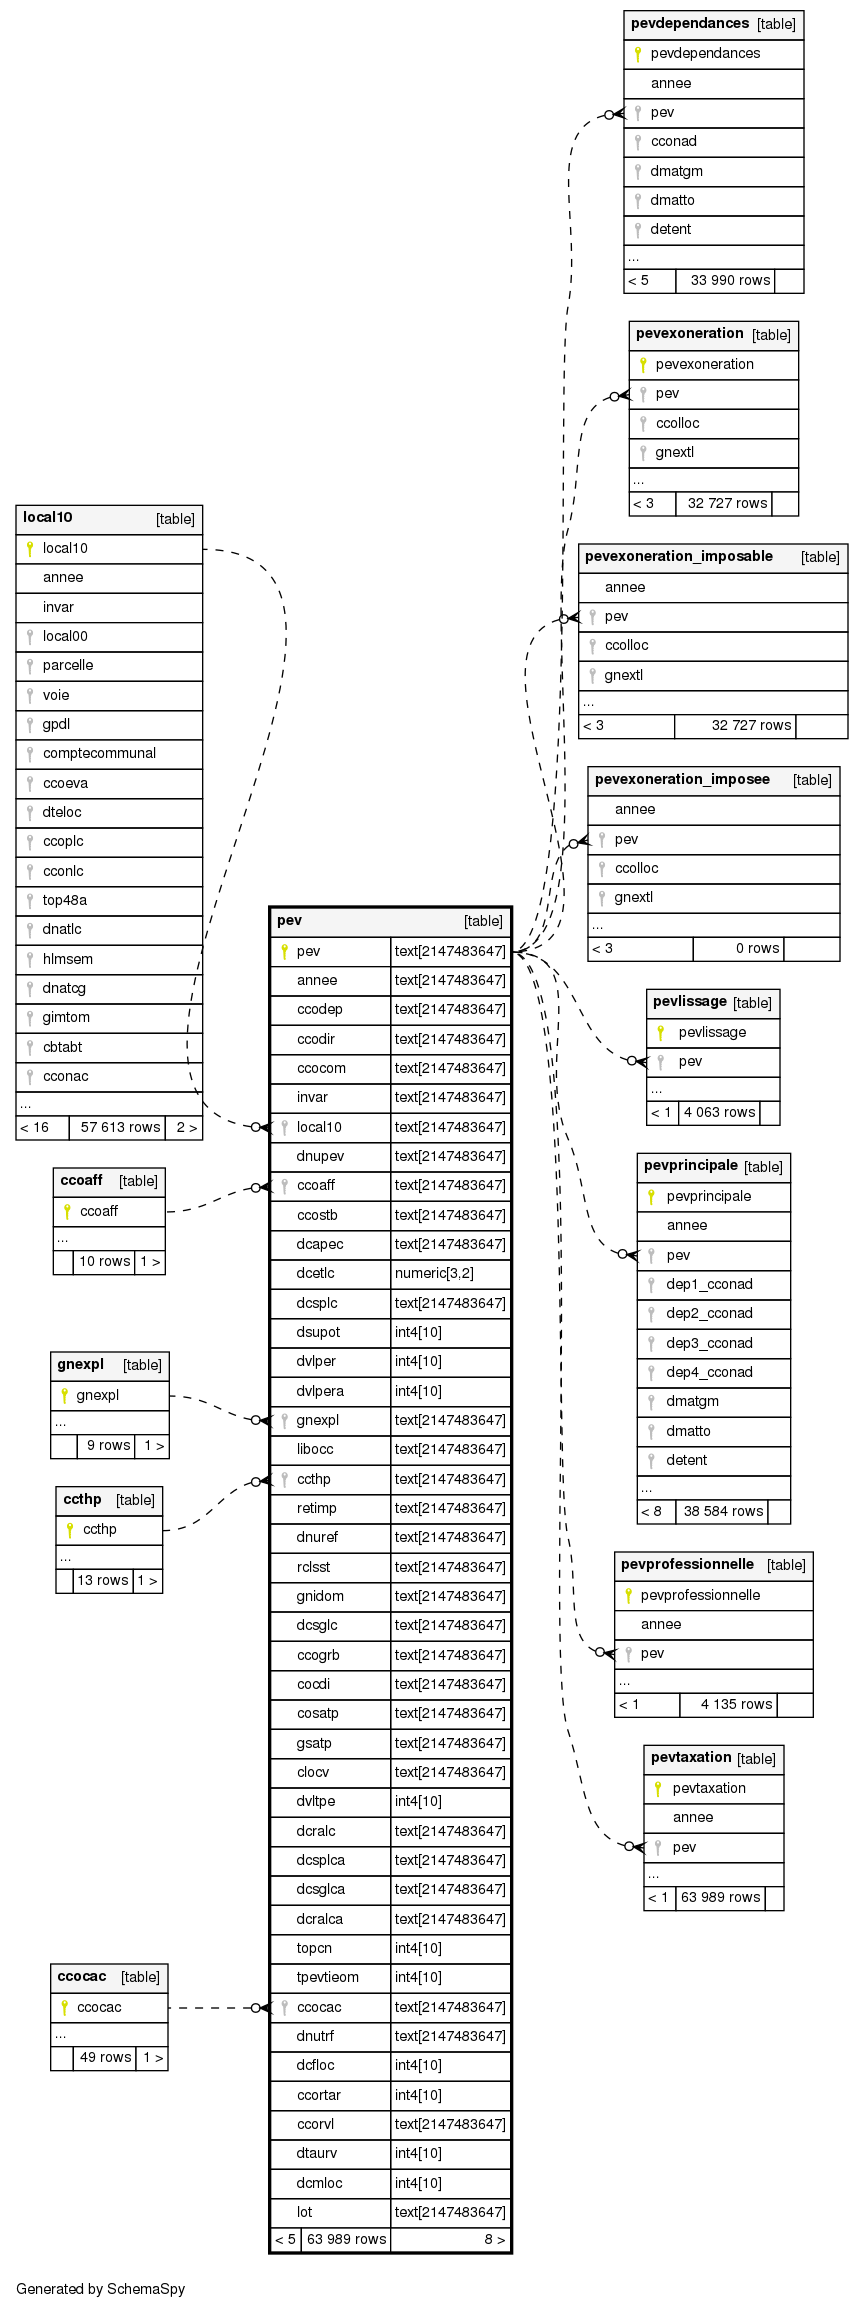 pevdependances [table]
pevdependances
annee
pev
cconad
dmatgm
dmatto
detent
...
< 5 33 990 rows
pevexoneration [table]
pevexoneration
pev
ccolloc
gnextl
...
< 3 32 727 rows
pevexoneration_imposable [table]
annee
pev
ccolloc
gnextl
...
< 3 32 727 rows
pevexoneration_imposee [table]
annee
pev
ccolloc
gnextl
...
< 3 0 rows
pevlissage [table]
pevlissage
pev
...
< 1 4 063 rows
pevprincipale [table]
pevprincipale
annee
pev
dep1_cconad
dep2_cconad
dep3_cconad
dep4_cconad
dmatgm
dmatto
detent
...
< 8 38 584 rows
pevprofessionnelle [table]
pevprofessionnelle
annee
pev
...
< 1 4 135 rows
pevtaxation [table]
pevtaxation
annee
pev
...
< 1 63 989 rows
local10 [table]
local10
annee
invar
local00
parcelle
voie
gpdl
comptecommunal
ccoeva
dteloc
ccoplc
cconlc
top48a
dnatlc
hlmsem
dnatcg
gimtom
cbtabt
cconac
...
< 16 57 613 rows 2 >
ccoaff [table]
ccoaff
...
10 rows 1 >
gnexpl [table]
gnexpl
...
9 rows 1 >
ccthp [table]
ccthp
...
13 rows 1 >
ccocac [table]
ccocac
...
49 rows 1 >
pev [table]
pev text[2147483647]
annee text[2147483647]
ccodep text[2147483647]
ccodir text[2147483647]
ccocom text[2147483647]
invar text[2147483647]
local10 text[2147483647]
dnupev text[2147483647]
ccoaff text[2147483647]
ccostb text[2147483647]
dcapec text[2147483647]
dcetlc numeric[3,2]
dcsplc text[2147483647]
dsupot int4[10]
dvlper int4[10]
dvlpera int4[10]
gnexpl text[2147483647]
libocc text[2147483647]
ccthp text[2147483647]
retimp text[2147483647]
dnuref text[2147483647]
rclsst text[2147483647]
gnidom text[2147483647]
dcsglc text[2147483647]
ccogrb text[2147483647]
cocdi text[2147483647]
cosatp text[2147483647]
gsatp text[2147483647]
clocv text[2147483647]
dvltpe int4[10]
dcralc text[2147483647]
dcsplca text[2147483647]
dcsglca text[2147483647]
dcralca text[2147483647]
topcn int4[10]
tpevtieom int4[10]
ccocac text[2147483647]
dnutrf text[2147483647]
dcfloc int4[10]
ccortar int4[10]
ccorvl text[2147483647]
dtaurv int4[10]
dcmloc int4[10]
lot text[2147483647]
< 5 63 989 rows 8 >
Generated by SchemaSpy